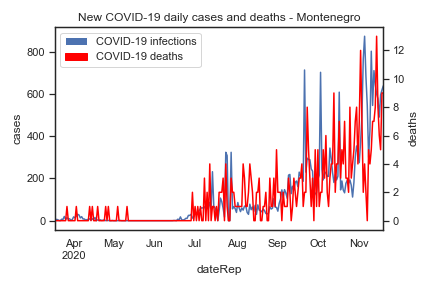 New COVID-19 daily cases and deaths - Montenegro
COVID-19 infections
COVID-19 deaths
800
600
400
200
0
cases
12
10
8
6
4
2
0
deaths
Apr May Jun Jul Aug Sep Oct Nov
2020
dateRep